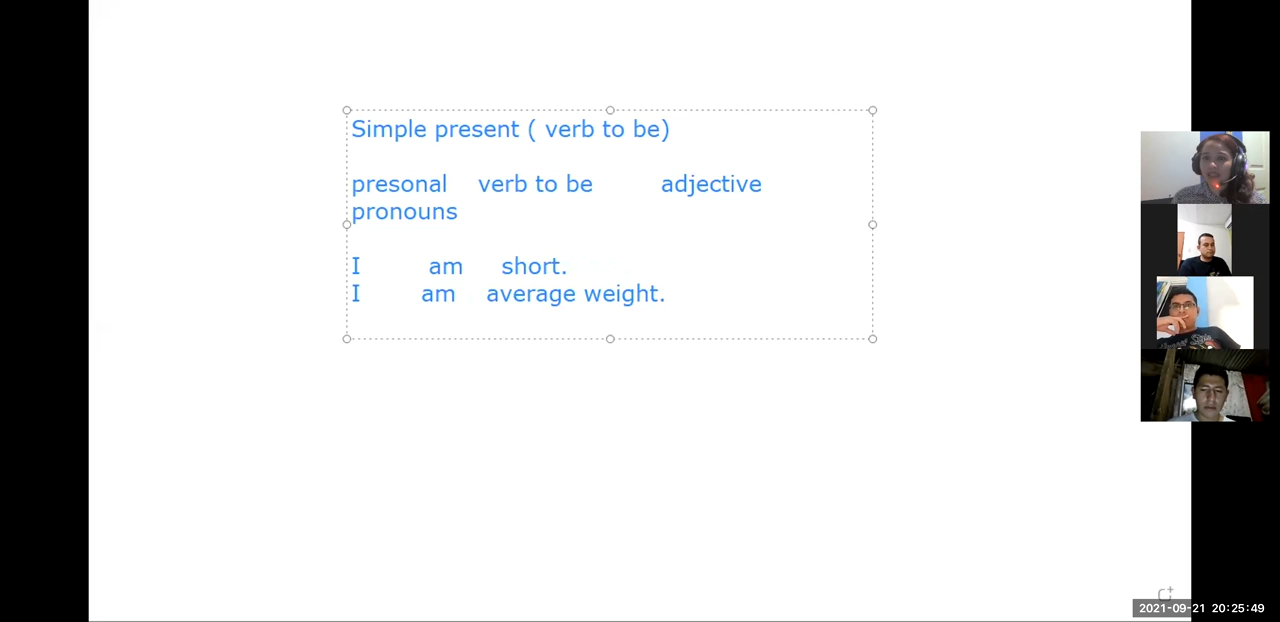 Simple present ( verb to be)
presonal verb to be adjective
pronouns
I am short.
I am average weight.
2021-09-21 20:25:49